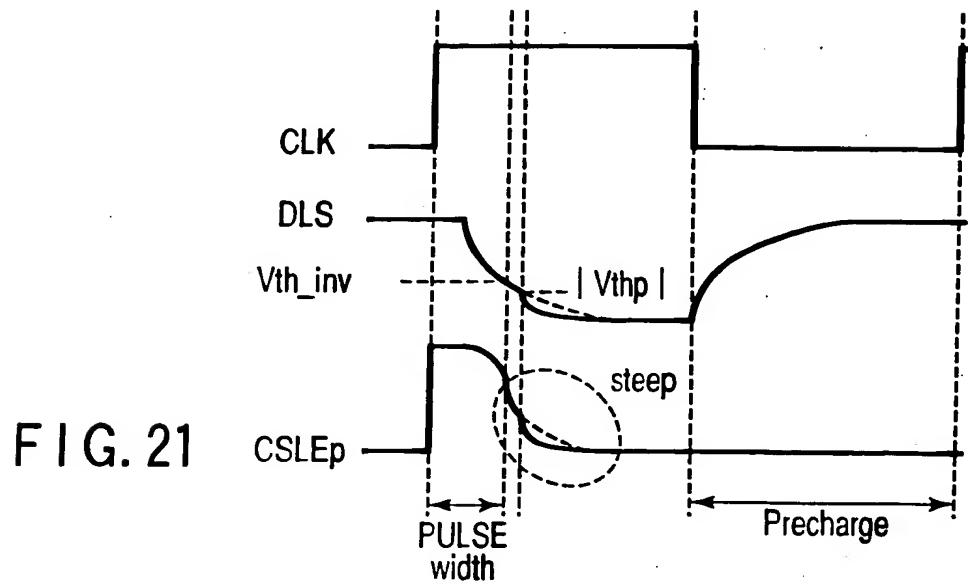 CLK
DLS
Vth_inv
| Vthp |
steep
FIG. 21
CSLEp
PULSE
width
Precharge